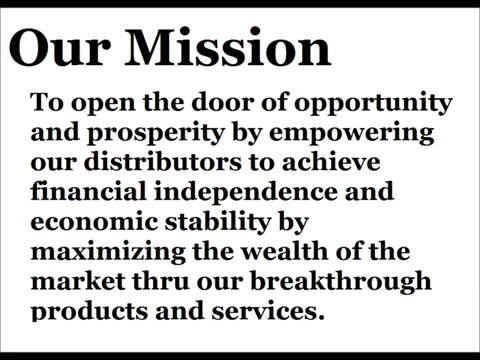 Our Mission
To open the door of opportunity
and prosperity by empowering
our distributors to achieve
financial independence and
economic stability by
maximizing the wealth of the
market thru our breakthrough
products and services.